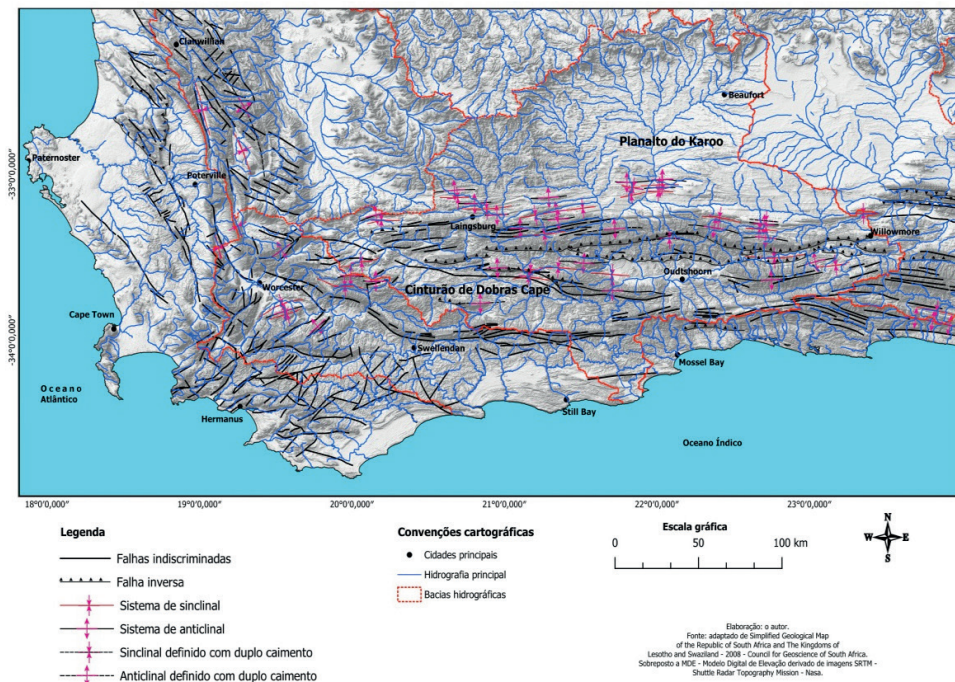 Clanwillian
Beaufort
Planalto do Karoo
Paternoster
Poterville
-33°0'0,000"
Laingsburg
Willowmore
Oudtshoorn
Worcester
Cinturão de Dobras Cape
Cape Town
-34°0'0,000"
Swellendan
Mossel Bay
Oceano
Atlântico
Still Bay
Hermanus
Oceano Índico
18°0'0,000" 19°0'0,000" 20°0'0,000" 21°0'0,000" 22°0'0,000" 23°0'0,000"
Legenda
Falhas indiscriminadas
Falha inversa
Sistema de sinclinal
Sistema de anticlinal
Sinclinal definido com duplo caimento
Anticlinal definido com duplo caimento
Convenções cartográficas
Cidades principais
Hidrografia principal
Bacias hidrográficas
Escala gráfica
0 50 100 km
N
W E
S
Elaboração: o autor.
Fonte: adaptado de Simplified Geological Map
of the Republic of South Africa and The Kingdoms of
Lesotho and Swaziland - 2008 - Council for Geoscience of South Africa.
Sobreposto a MDE - Modelo Digital de Elevação derivado de imagens SRTM -
Shuttle Radar Topography Mission - Nasa.